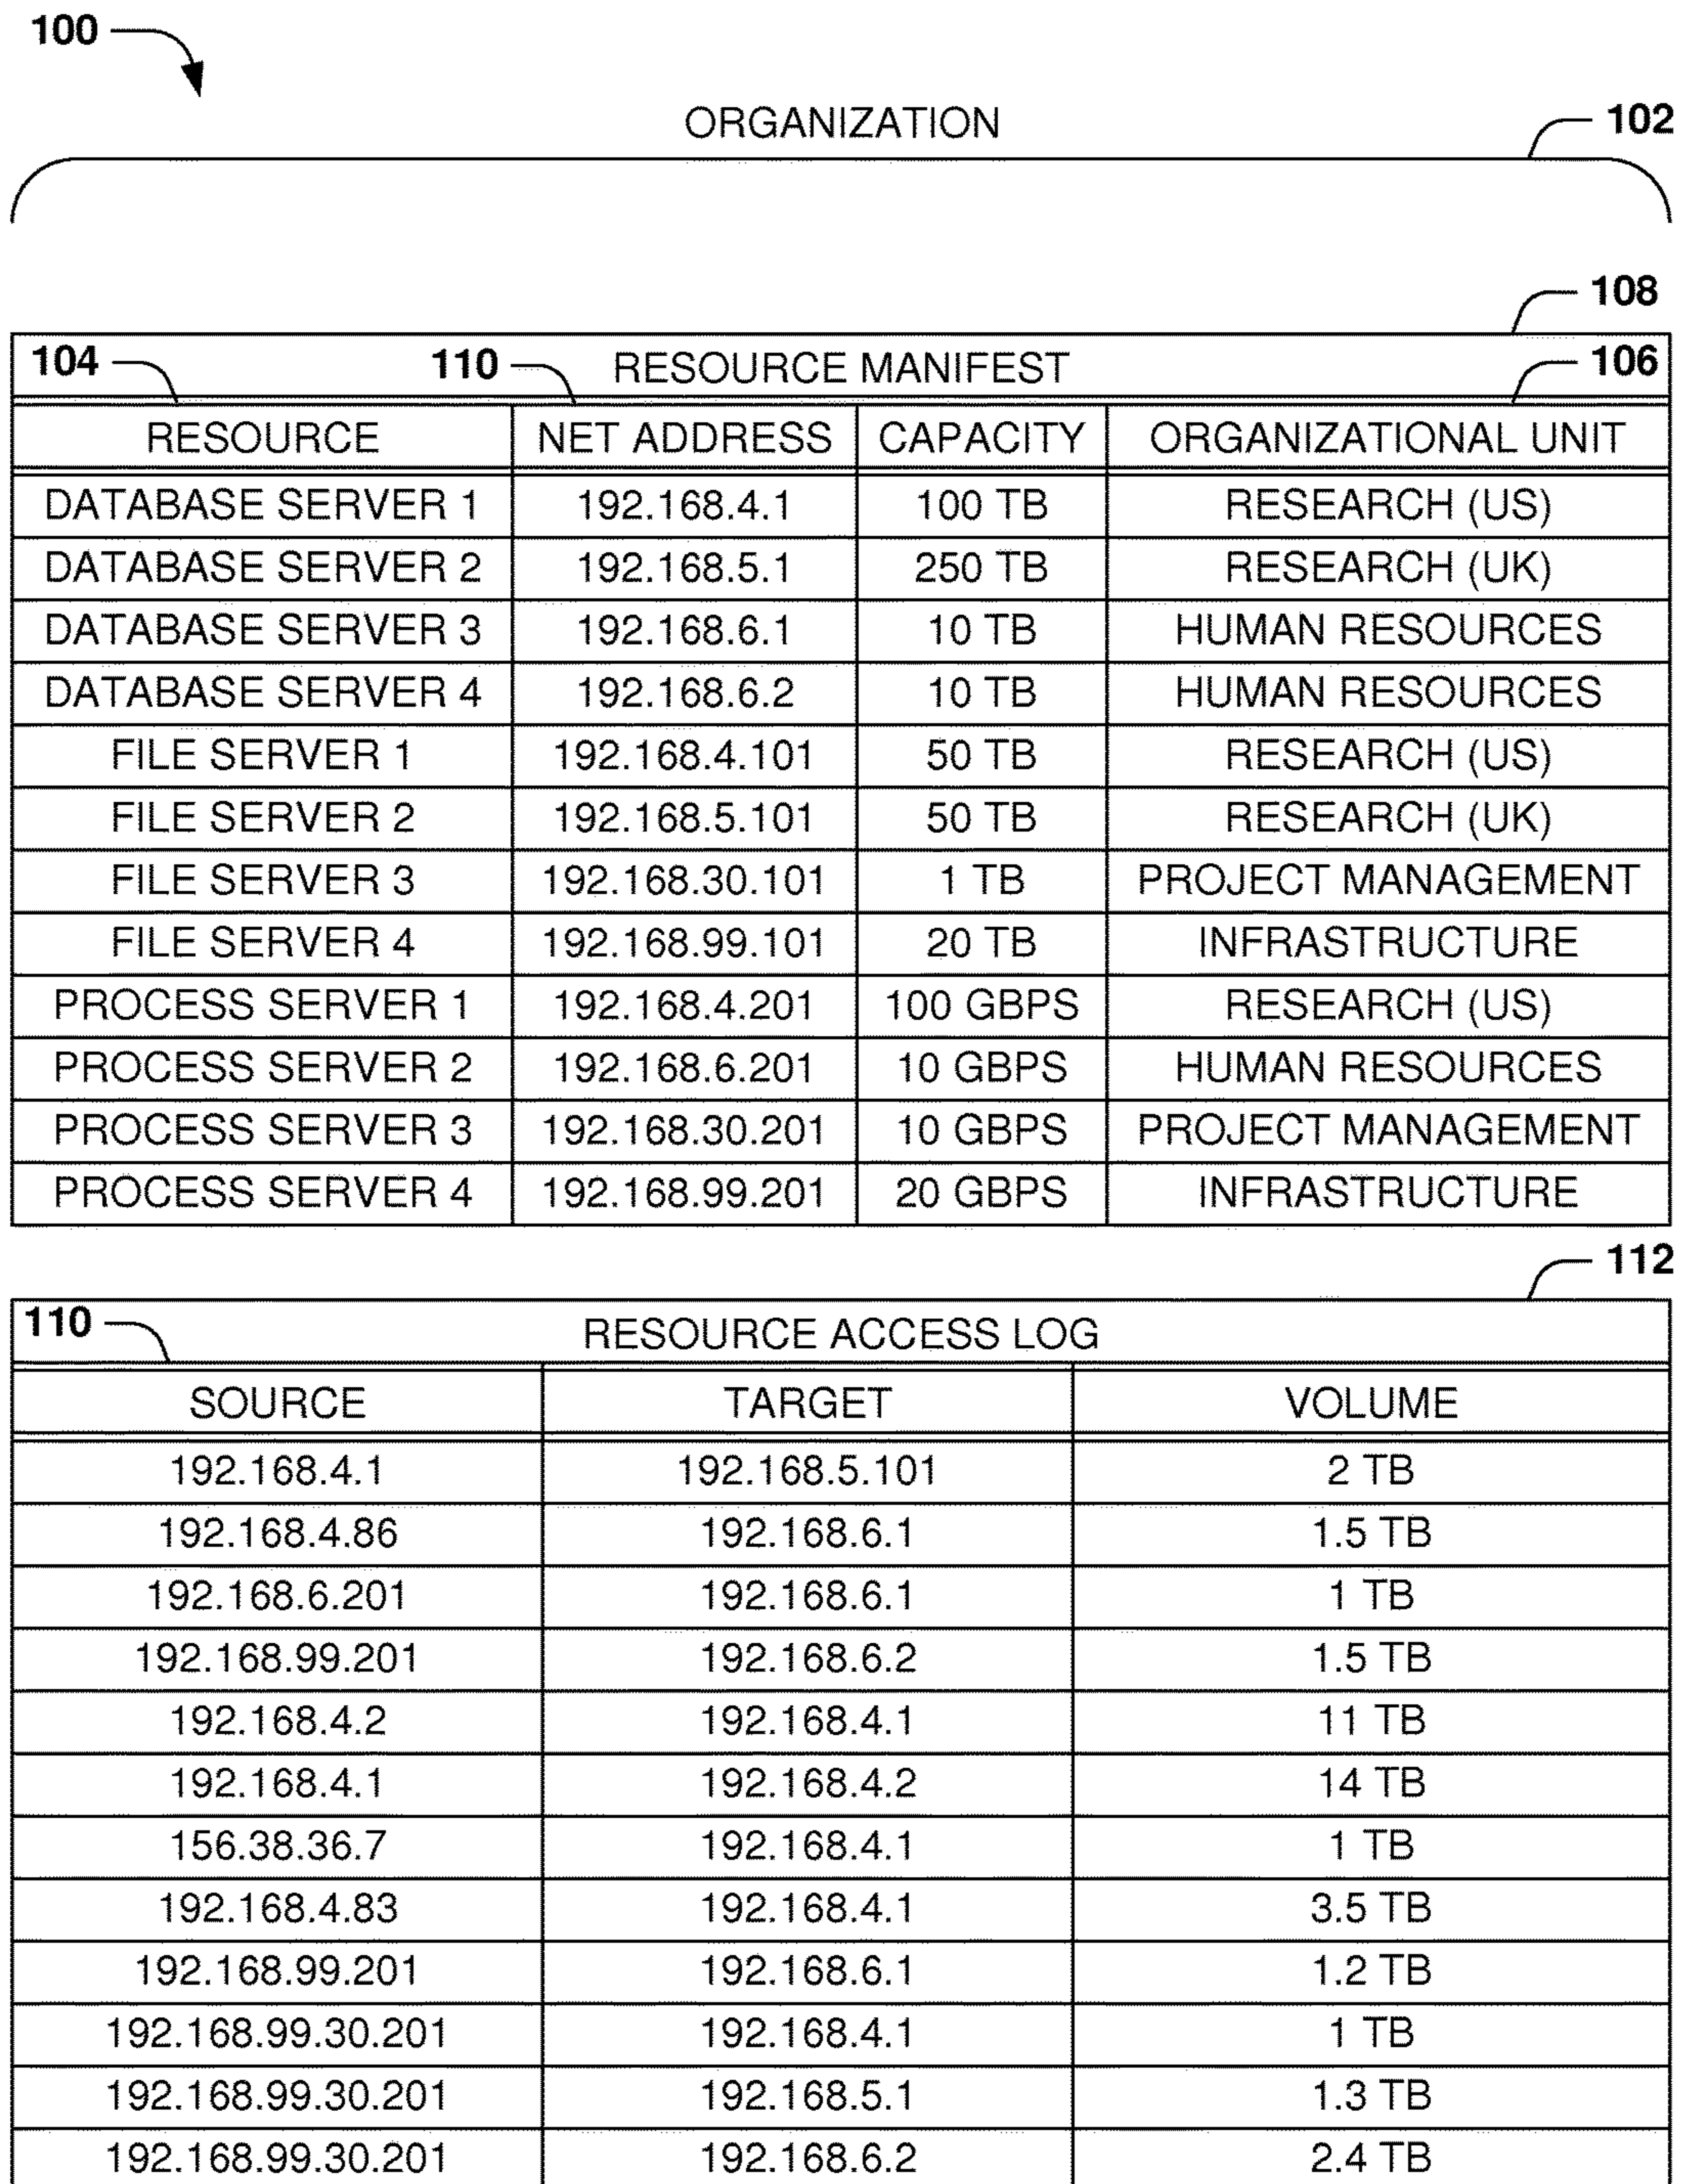 100
ORGANIZATION
102
108
104 110 RESOURCE MANIFEST 106
RESOURCE NET ADDRESS CAPACITY ORGANIZATIONAL UNIT
DATABASE SERVER 1 192.168.4.1 100 TB RESEARCH (US)
DATABASE SERVER 2 192.168.5.1 250 TB RESEARCH (UK)
DATABASE SERVER 3 192.168.6.1 10 TB HUMAN RESOURCES
DATABASE SERVER 4 192.168.6.2 10 TB HUMAN RESOURCES
FILE SERVER 1 192.168.4.101 50 TB RESEARCH (US)
FILE SERVER 2 192.168.5.101 50 TB RESEARCH (UK)
FILE SERVER 3 192.168.30.101 1 TB PROJECT MANAGEMENT
FILE SERVER 4 192.168.99.101 20 TB INFRASTRUCTURE
PROCESS SERVER 1 192.168.4.201 100 GBPS RESEARCH (US)
PROCESS SERVER 2 192.168.6.201 10 GBPS HUMAN RESOURCES
PROCESS SERVER 3 192.168.30.201 10 GBPS PROJECT MANAGEMENT
PROCESS SERVER 4 192.168.99.201 20 GBPS INFRASTRUCTURE
112
110 RESOURCE ACCESS LOG
SOURCE TARGET VOLUME
192.168.4.1 192.168.5.101 2 TB
192.168.4.86 192.168.6.1 1.5 TB
192.168.6.201 192.168.6.1 1 TB
192.168.99.201 192.168.6.2 1.5 TB
192.168.4.2 192.168.4.1 11 TB
192.168.4.1 192.168.4.2 14 TB
156.38.36.7 192.168.4.1 1 TB
192.168.4.83 192.168.4.1 3.5 TB
192.168.99.201 192.168.6.1 1.2 TB
192.168.99.30.201 192.168.4.1 1 TB
192.168.99.30.201 192.168.5.1 1.3 TB
192.168.99.30.201 192.168.6.2 2.4 TB